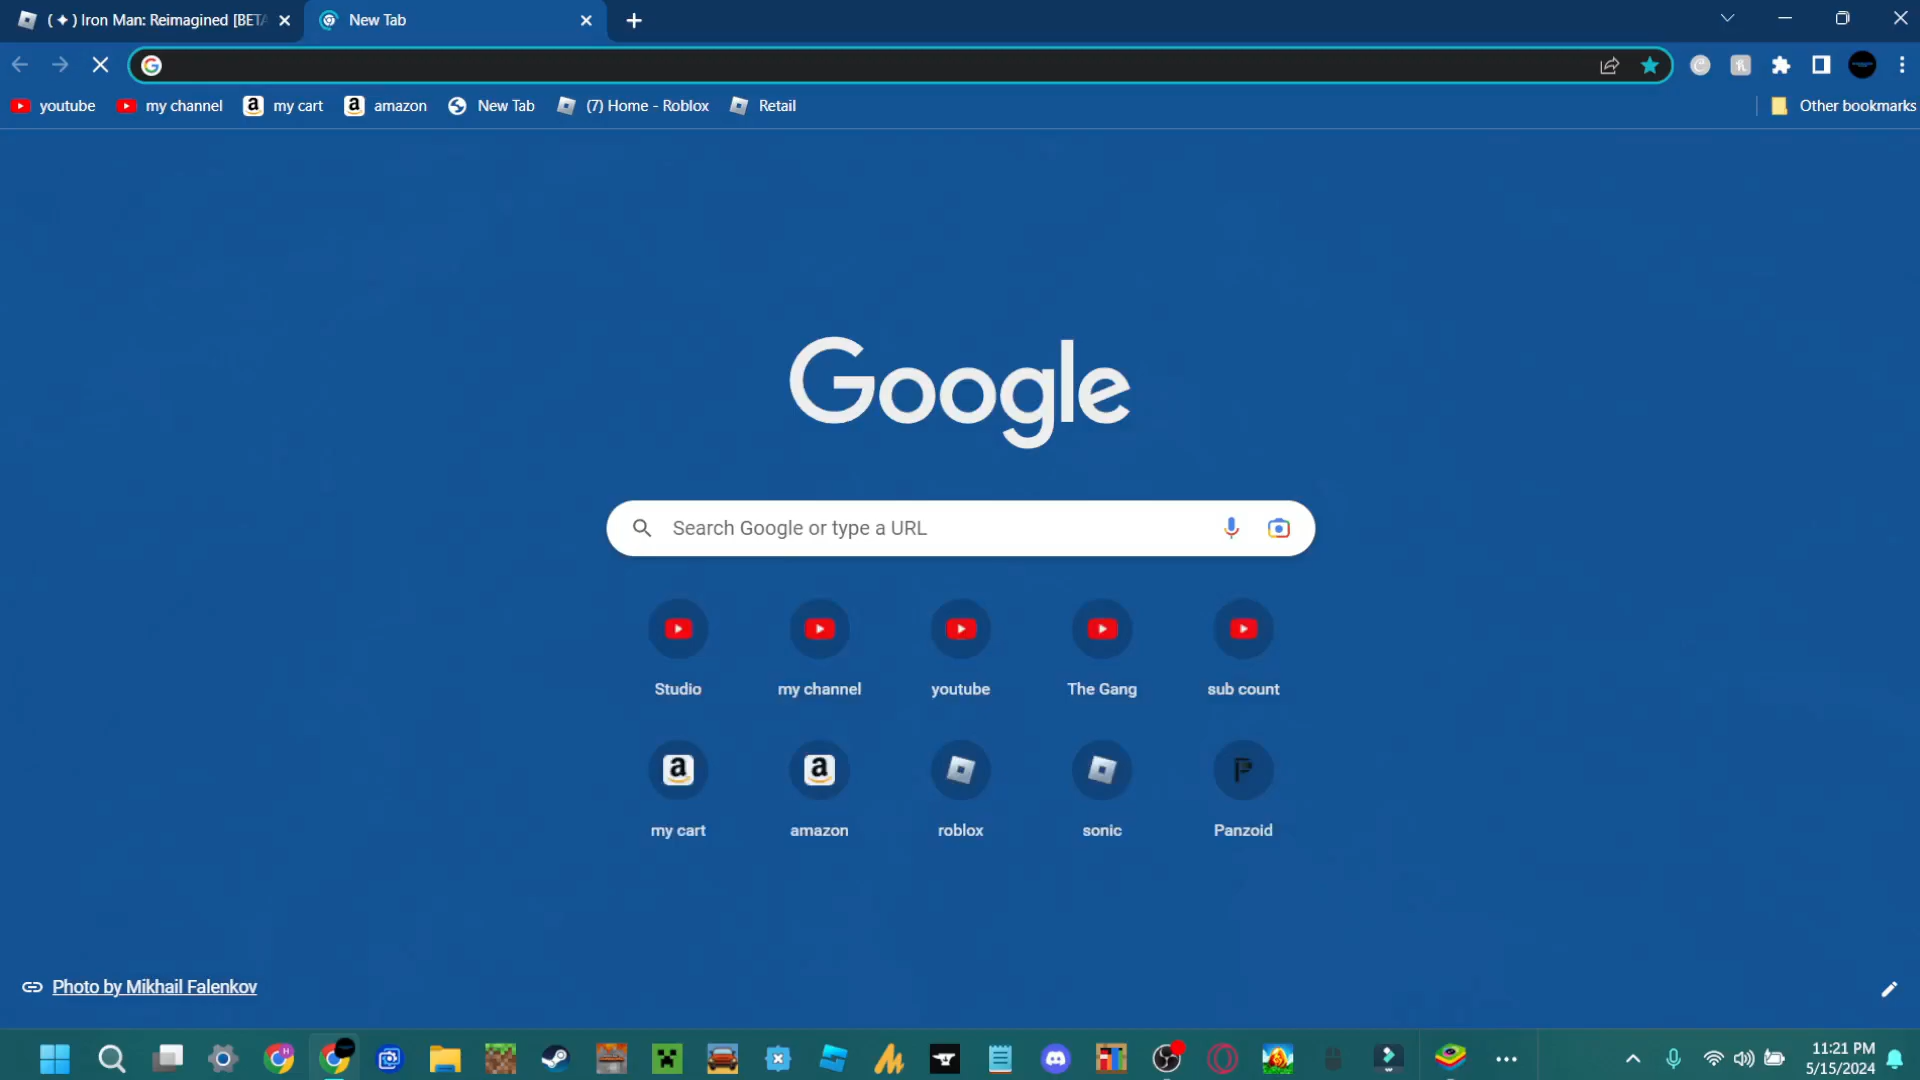 ( ✦ ) Iron Man: Reimagined [BETA
New Tab
youtube
my channel
my cart
amazon
New Tab
(7) Home - Roblox
Retail
Other bookmarks
Google
Search Google or type a URL
Studio
my channel
youtube
The Gang
sub count
my cart
amazon
roblox
sonic
Panzoid
Photo by Mikhail Falenkov
11:21 PM
5/15/2024